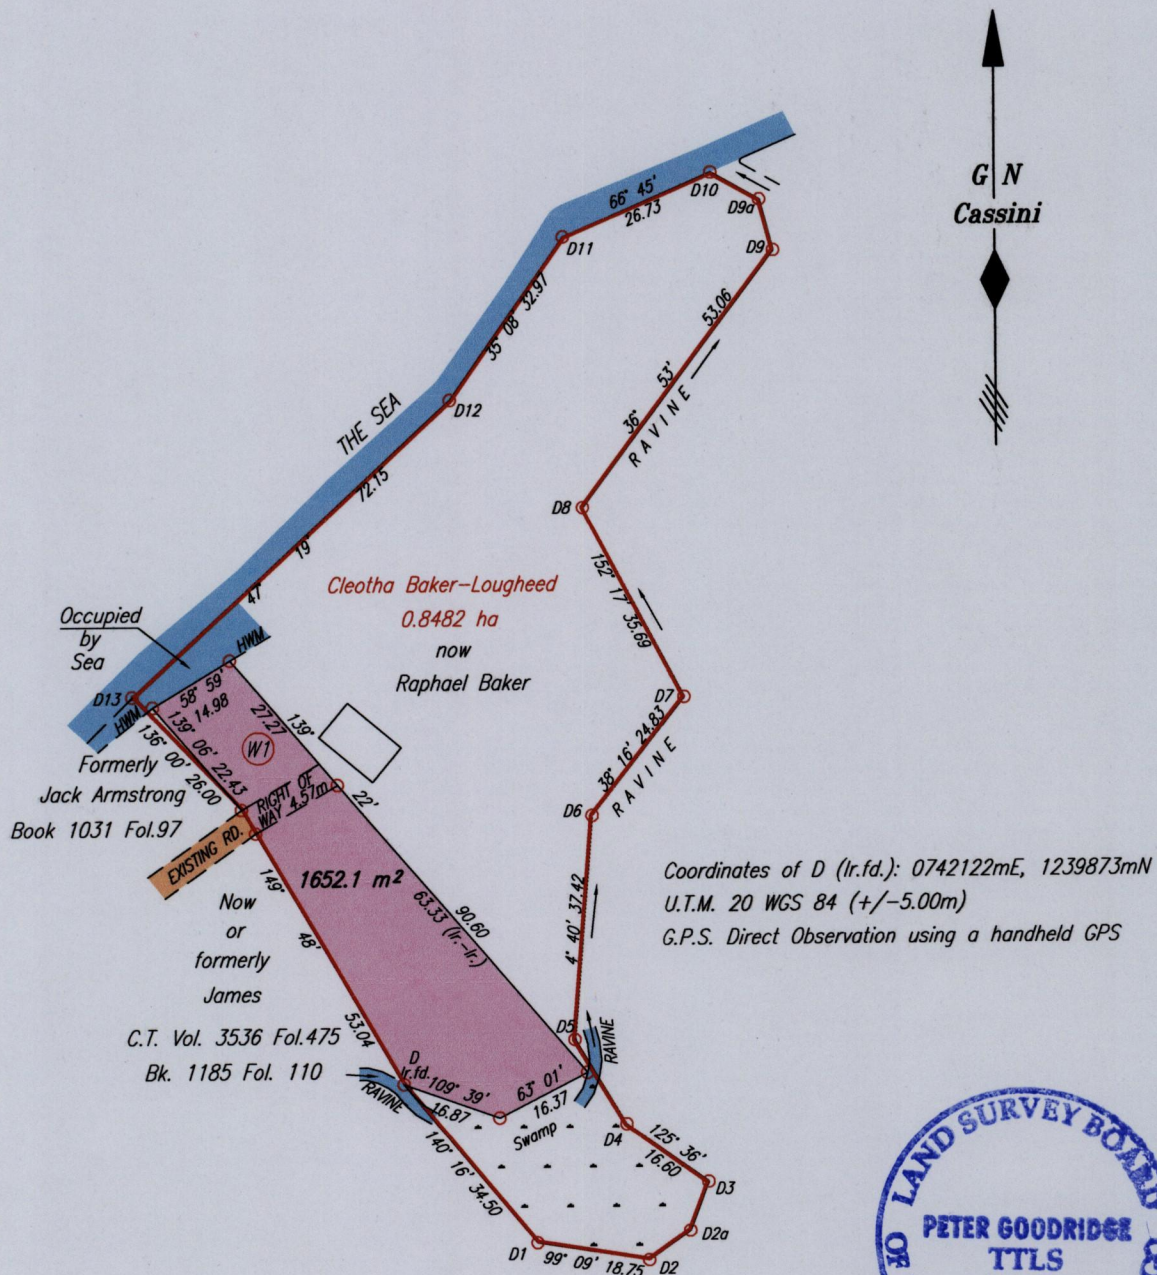 G N
Cassini
66° 45'
26.73
D10
D9a
D9
D11
35° 08' 32.97
53.06
53'
36°
RAVINE
D12
THE SEA
72.15
19'
47°
D8
Cleotha Baker-Lougheed
0.8482 ha
now
Raphael Baker
152° 17' 35.69
Occupied
by
Sea
HWM
58° 59'
14.98
D13
HWM
27.27
139°
22'
W1
139° 06' 22.43
136° 00' 26.00
D7
38° 16' 24.83
RAVINE
D6
Formerly
Jack Armstrong
Book 1031 Fol.97
RIGHT OF
WAY 4.57m
EXISTING RD.
1652.1 m²
Coordinates of D (Ir.fd.): 0742122mE, 1239873mN
U.T.M. 20 WGS 84 (+/-5.00m)
G.P.S. Direct Observation using a handheld GPS
Now
or
formerly
James
C.T. Vol. 3536 Fol.475
Bk. 1185 Fol. 110
149°
48'
53.04
90.60
63.33 (Ir.-Ir.)
4° 40' 37.42
D5
RAVINE
D
Ir.fd.
RAVINE
109° 39'
16.87
63° 01'
16.37
Swamp
D4
125° 36'
16.60
D3
140° 16' 34.50
D2a
D1
99° 09' 18.75
D2
LAND SURVEY BOARD
PETER GOODRIDGE
TTLS